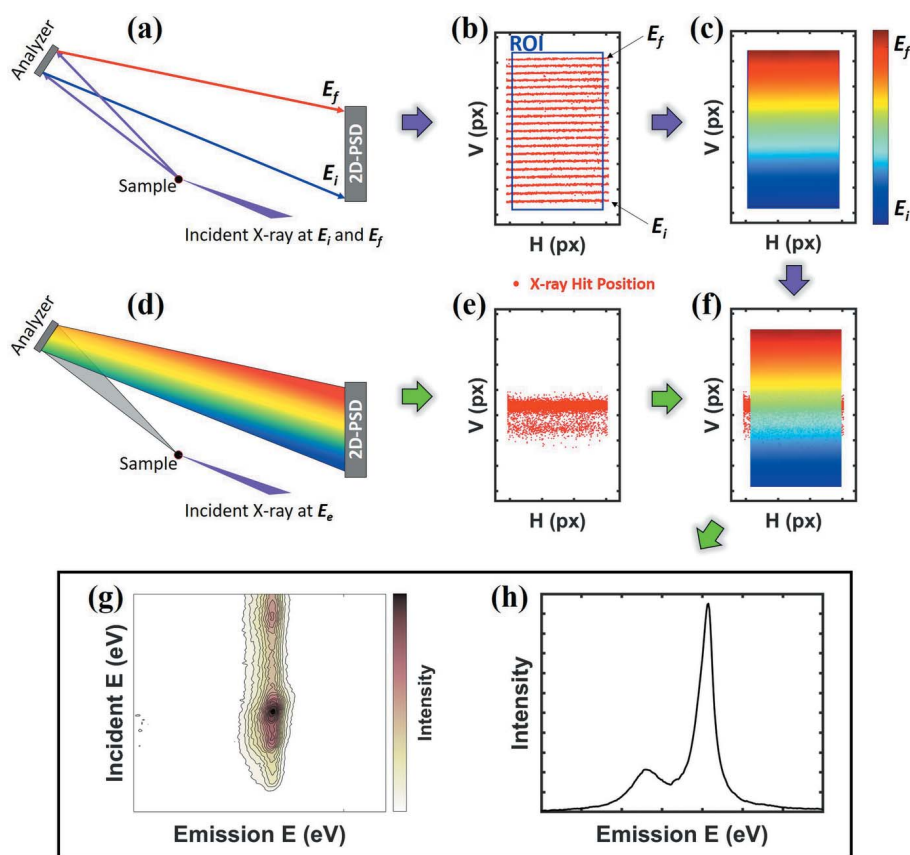 (a)
Analyzer
E_f
E_i
2D-PSD
Sample
Incident X-ray at E_i and E_f
(b)
ROI
E_f
E_i
V (px)
H (px)
(c)
V (px)
H (px)
E_f
E_i
• X-ray Hit Position
(d)
Analyzer
2D-PSD
Sample
Incident X-ray at E_e
(e)
V (px)
H (px)
(f)
V (px)
H (px)
(g)
Incident E (eV)
Emission E (eV)
Intensity
(h)
Intensity
Emission E (eV)